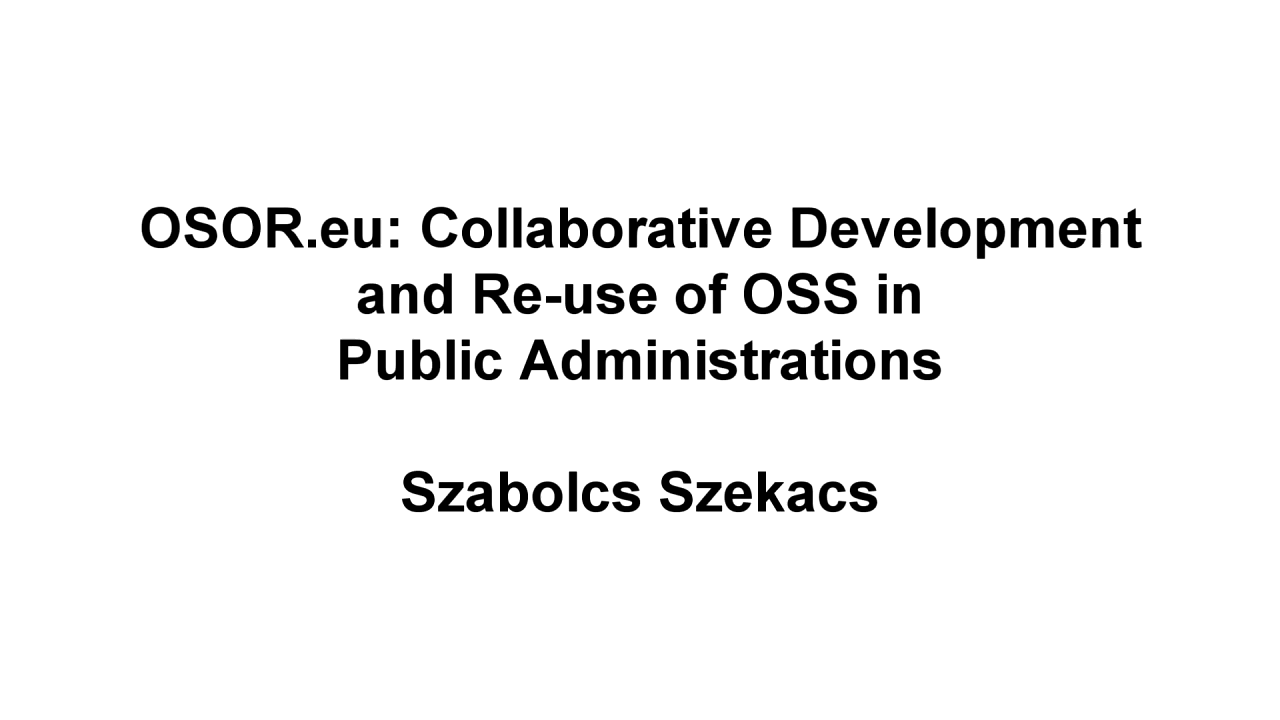 OSOR.eu: Collaborative Development
and Re-use of OSS in
Public Administrations
Szabolcs Szekacs